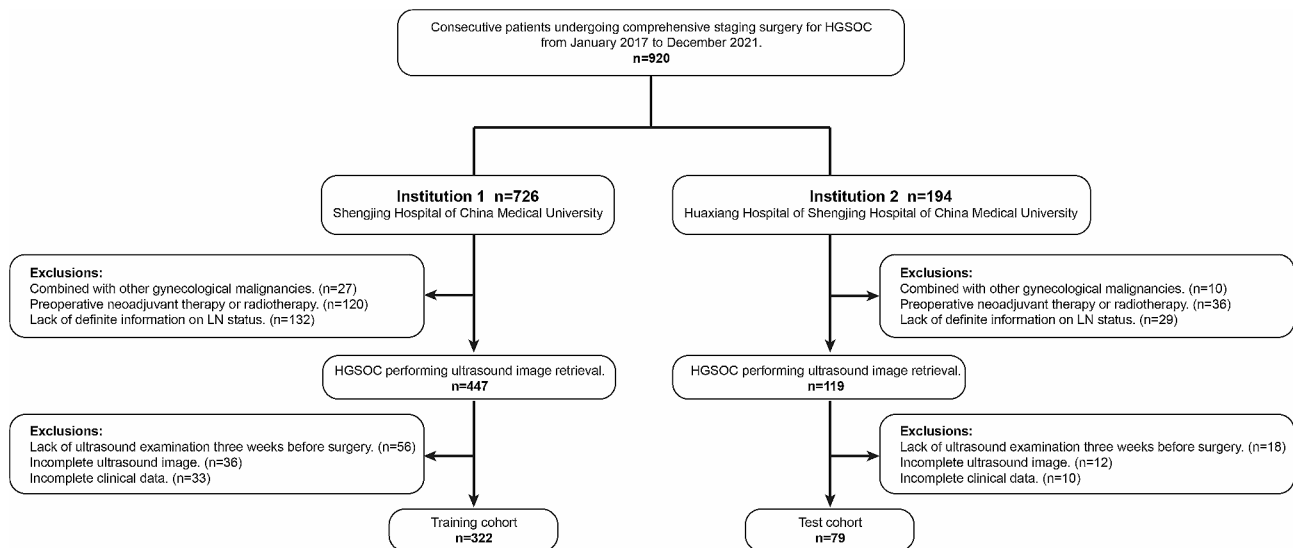 Consecutive patients undergoing comprehensive staging surgery for HGSOC
from January 2017 to December 2021.
n=920
Institution 1 n=726
Shengjing Hospital of China Medical University
Institution 2 n=194
Huaxiang Hospital of Shengjing Hospital of China Medical University
Exclusions:
Combined with other gynecological malignancies. (n=27)
Preoperative neoadjuvant therapy or radiotherapy. (n=120)
Lack of definite information on LN status. (n=132)
Exclusions:
Combined with other gynecological malignancies. (n=10)
Preoperative neoadjuvant therapy or radiotherapy. (n=36)
Lack of definite information on LN status. (n=29)
HGSOC performing ultrasound image retrieval.
n=447
HGSOC performing ultrasound image retrieval.
n=119
Exclusions:
Lack of ultrasound examination three weeks before surgery. (n=56)
Incomplete ultrasound image. (n=36)
Incomplete clinical data. (n=33)
Exclusions:
Lack of ultrasound examination three weeks before surgery. (n=18)
Incomplete ultrasound image. (n=12)
Incomplete clinical data. (n=10)
Training cohort
n=322
Test cohort
n=79